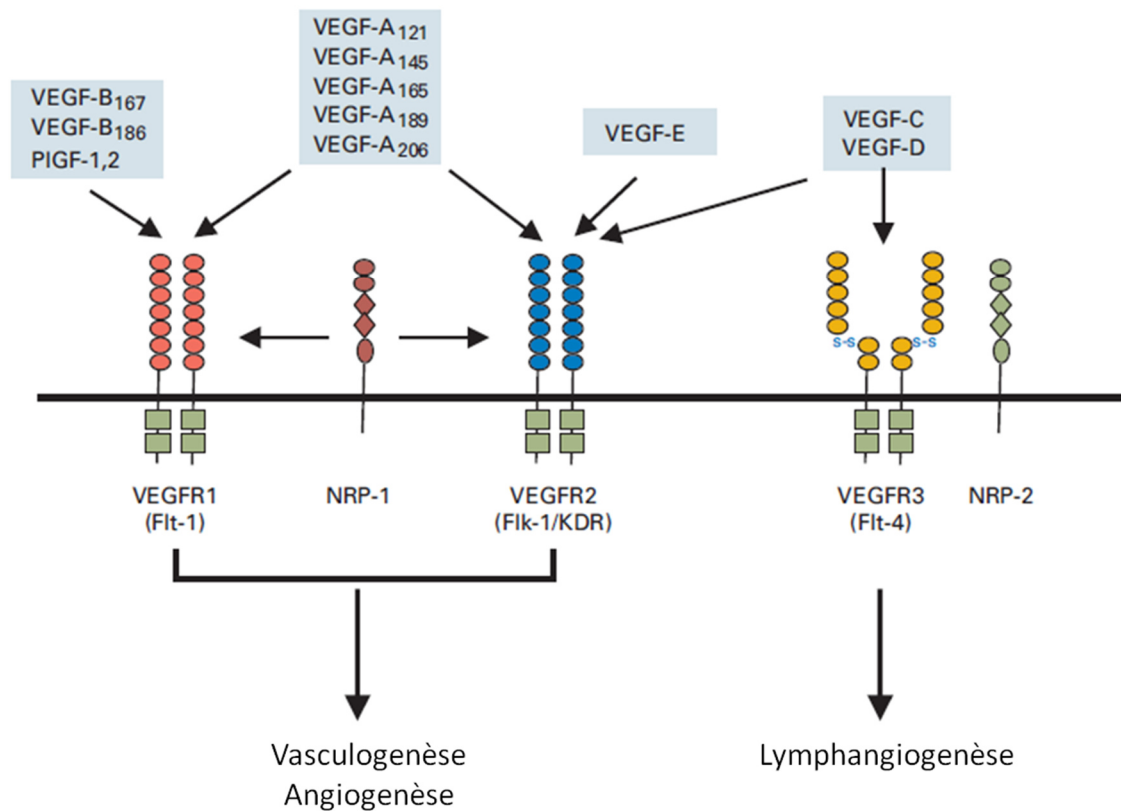 VEGF-A121
VEGF-A145
VEGF-A165
VEGF-A189
VEGF-A206
VEGF-B167
VEGF-B186
PIGF-1,2
VEGF-E
VEGF-C
VEGF-D
S-S
S-S
VEGFR1
(Flt-1)
NRP-1
VEGFR2
(Flk-1/KDR)
VEGFR3
(Flt-4)
NRP-2
Vasculogenèse
Angiogenèse
Lymphangiogenèse